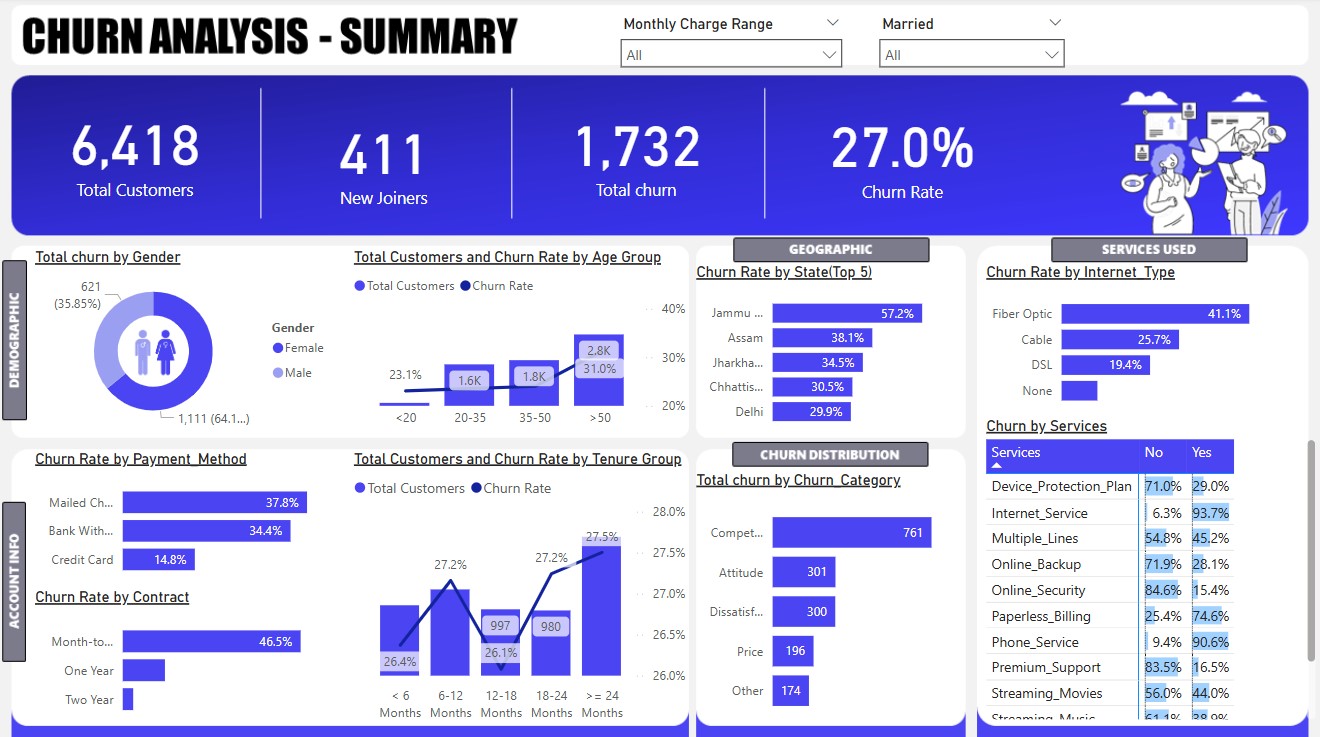 CHURN ANALYSIS - SUMMARY
Monthly Charge Range
All
Married
All
6,418
Total Customers
411
New Joiners
1,732
Total churn
27.0%
Churn Rate
DEMOGRAPHIC
Total churn by Gender
621
(35.85%)
1,111 (64.1...)
Gender
Female
Male
Total Customers and Churn Rate by Age Group
Total Customers Churn Rate
40%
30%
20%
23.1%
1.6K
1.8K
2.8K
31.0%
<20 20-35 35-50 >50
GEOGRAPHIC
Churn Rate by State(Top 5)
Jammu ... 57.2%
Assam 38.1%
Jharkha... 34.5%
Chhattis... 30.5%
Delhi 29.9%
SERVICES USED
Churn Rate by Internet_Type
Fiber Optic 41.1%
Cable 25.7%
DSL 19.4%
None
Churn by Services
Services No Yes
Device_Protection_Plan 71.0% 29.0%
Internet_Service 6.3% 93.7%
Multiple_Lines 54.8% 45.2%
Online_Backup 71.9% 28.1%
Online_Security 84.6% 15.4%
Paperless_Billing 25.4% 74.6%
Phone_Service 9.4% 90.6%
Premium_Support 83.5% 16.5%
Streaming_Movies 56.0% 44.0%
Streaming_Music 61.1% 38.9%
ACCOUNT INFO
Churn Rate by Payment_Method
Mailed Ch... 37.8%
Bank With... 34.4%
Credit Card 14.8%
Churn Rate by Contract
Month-to... 46.5%
One Year
Two Year
Total Customers and Churn Rate by Tenure Group
Total Customers Churn Rate
28.0%
27.5%
27.0%
26.5%
26.0%
26.4%
27.2%
997
26.1%
27.2%
980
27.5%
< 6 6-12 12-18 18-24 >= 24
Months Months Months Months Months
CHURN DISTRIBUTION
Total churn by Churn_Category
Compet... 761
Attitude 301
Dissatisf... 300
Price 196
Other 174